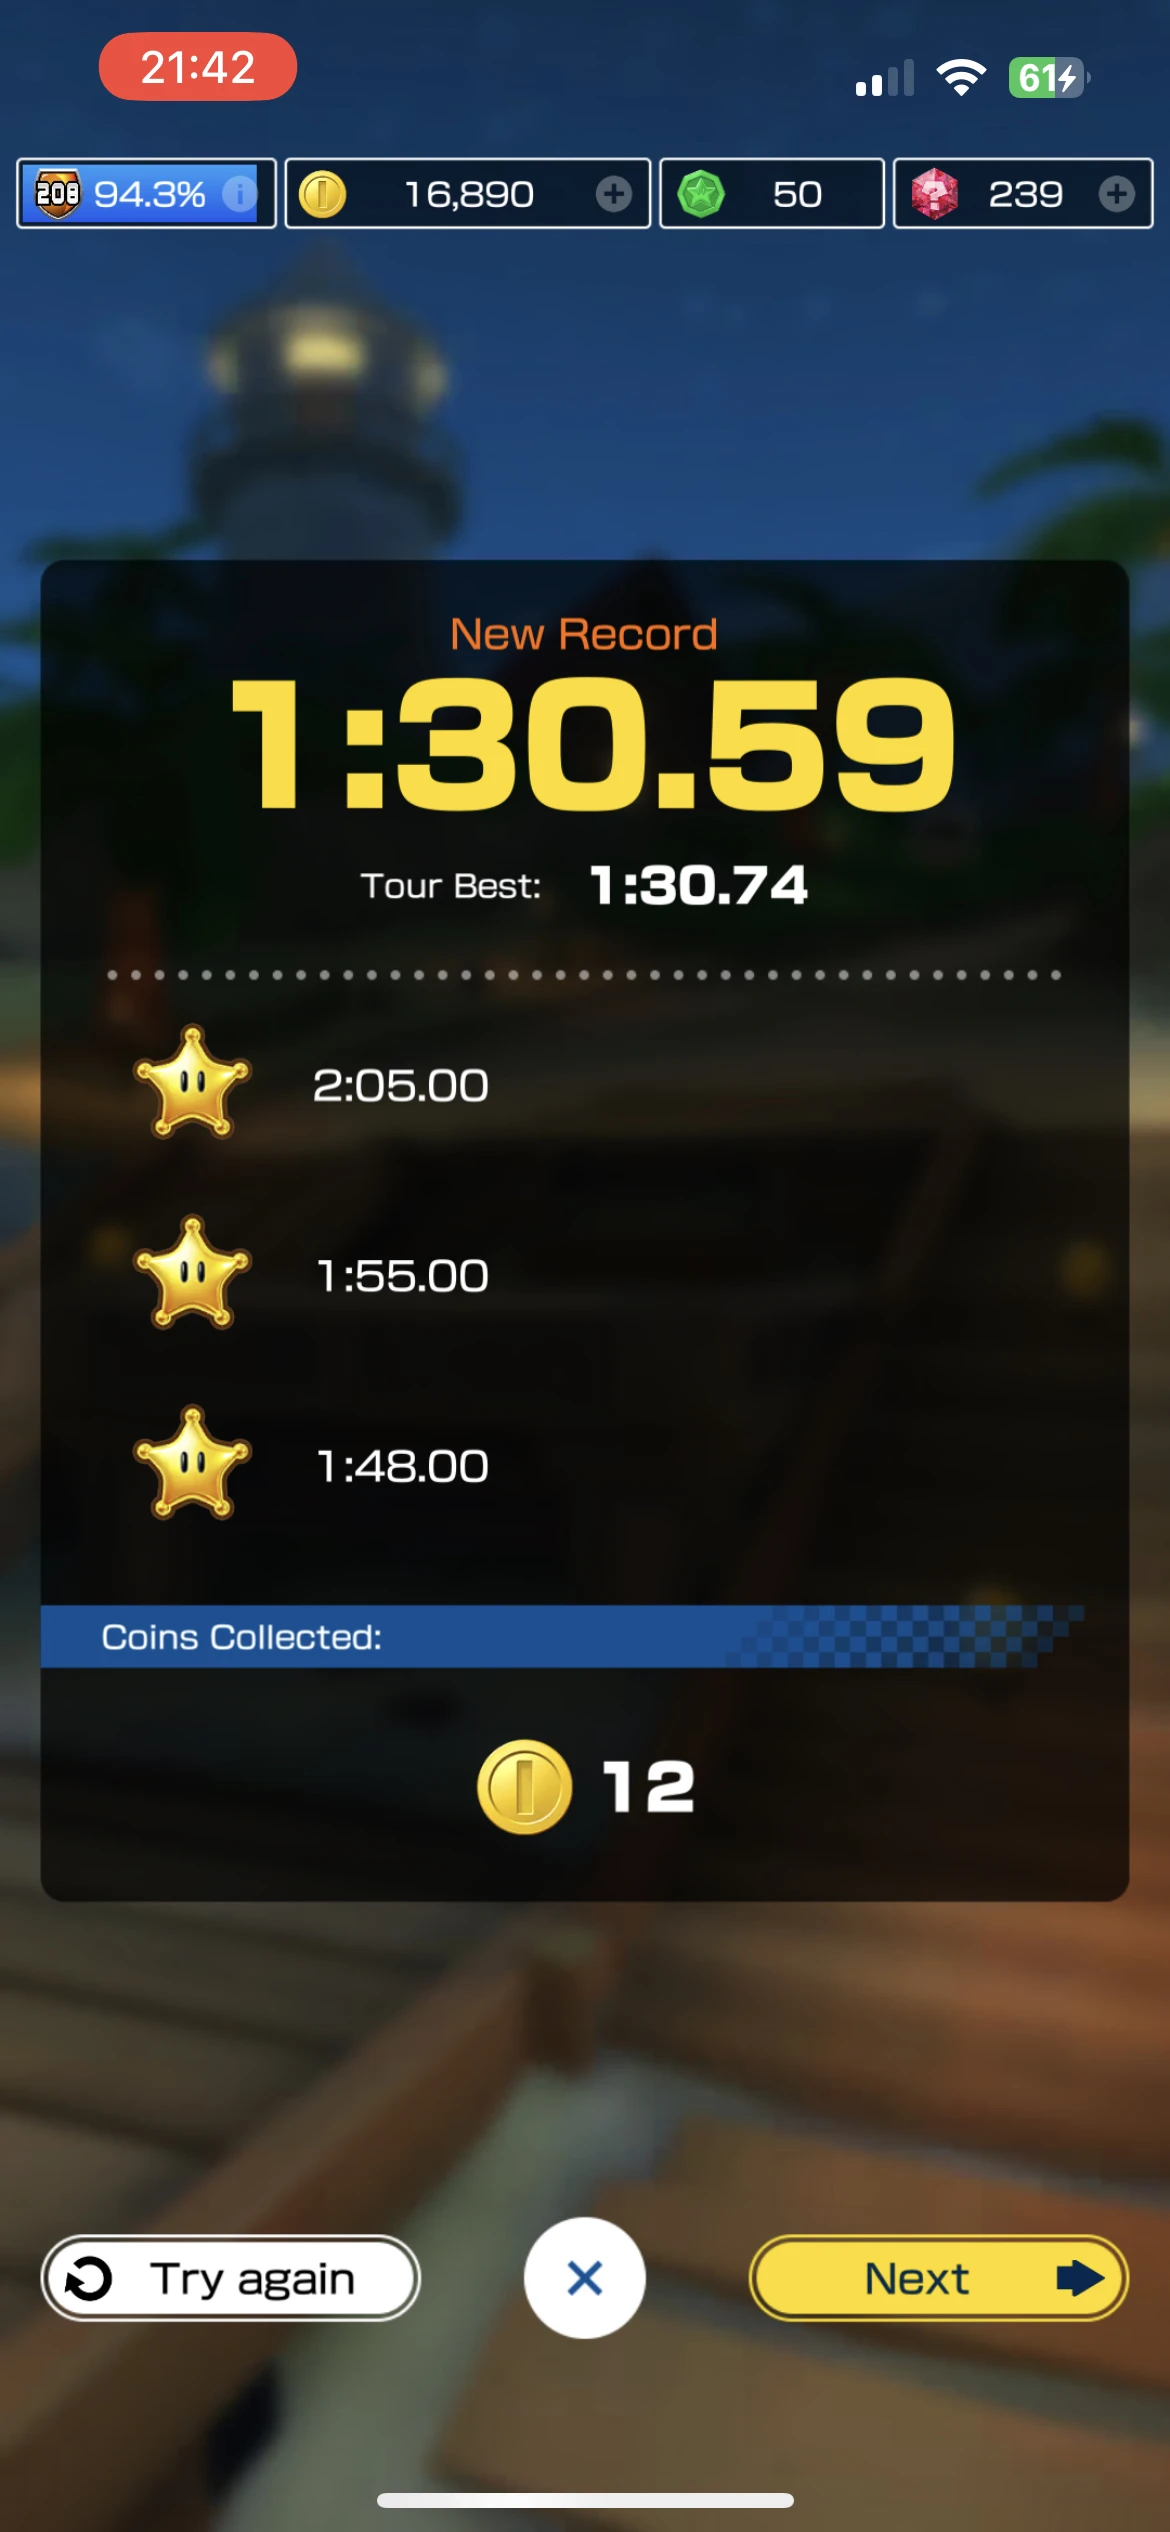 21:42
61
208 94.3% i 16,890 + 50 239 +
New Record
1:30.59
Tour Best: 1:30.74
2:05.00
1:55.00
1:48.00
Coins Collected:
12
Try again × Next